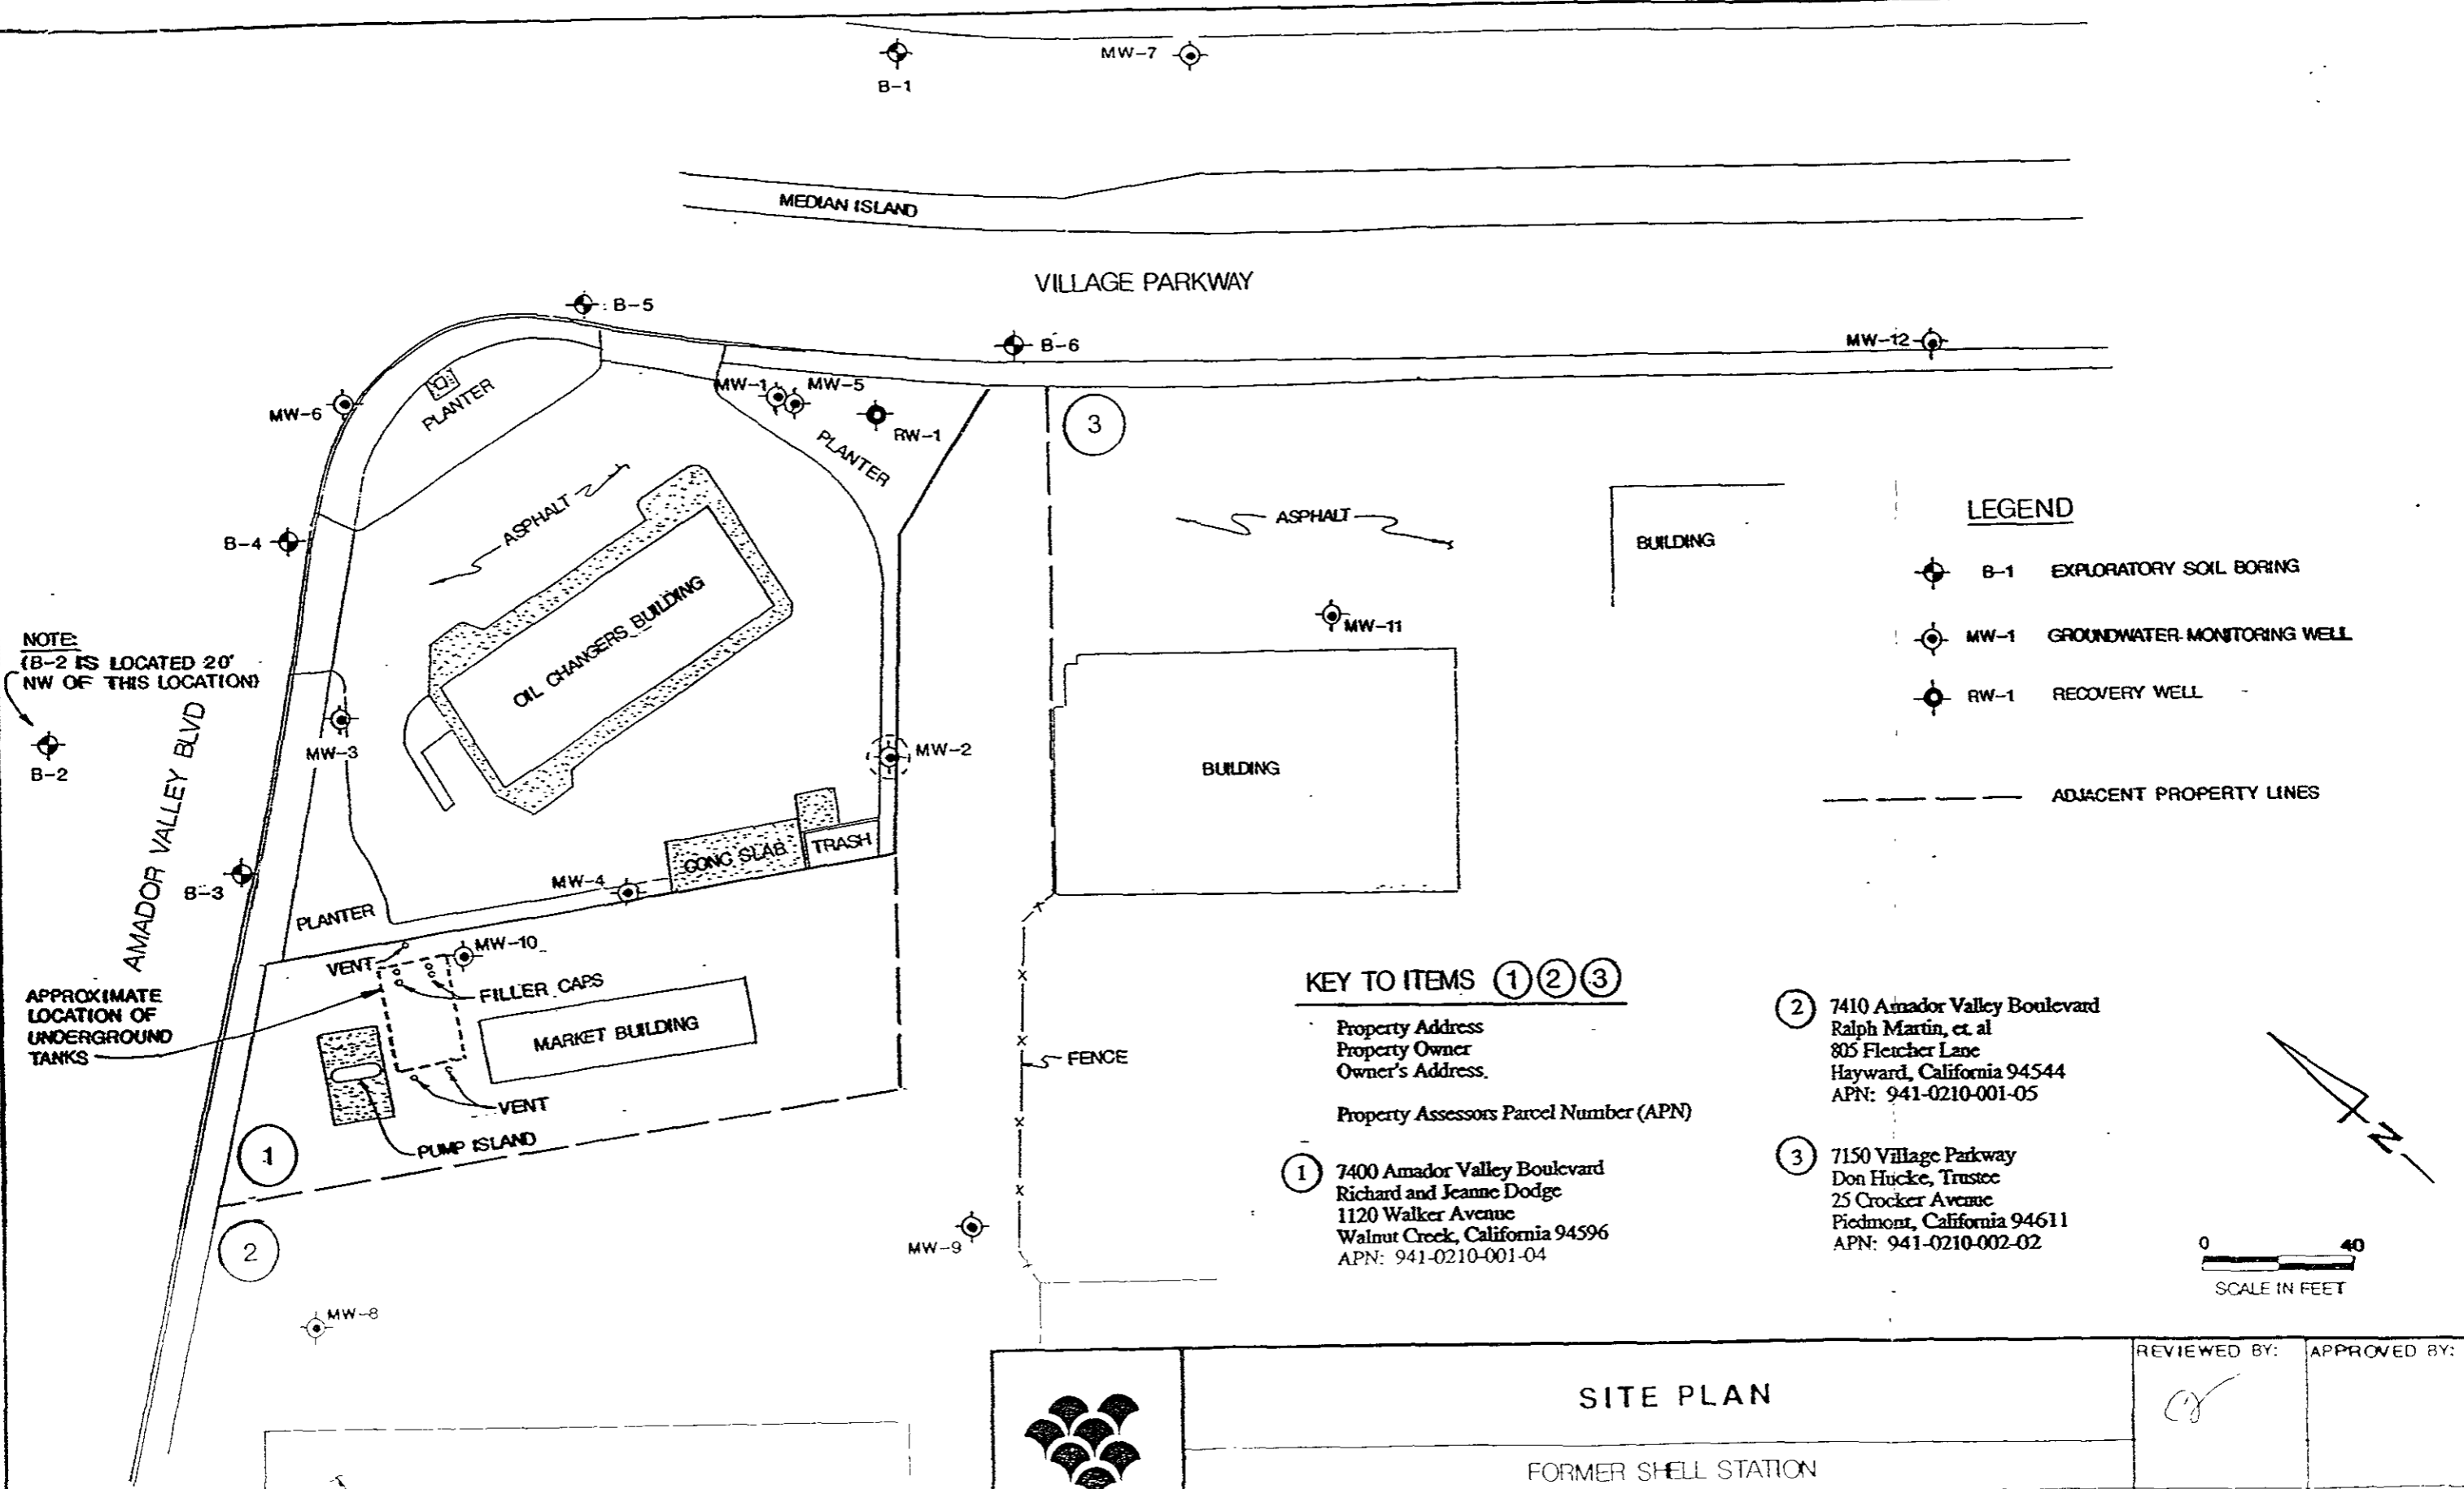 B-1
MW-7
MEDIAN ISLAND
VILLAGE PARKWAY
B-5
B-6
MW-12
MW-6
PLANTER
MW-1
MW-5
RW-1
PLANTER
3
ASPHALT
ASPHALT
BUILDING
B-4
OIL CHANGERS BUILDING
MW-11
NOTE:
(B-2 IS LOCATED 20'
NW OF THIS LOCATION)
B-2
AMADOR VALLEY BLVD
MW-3
MW-2
BUILDING
CONC SLAB
TRASH
B-3
MW-4
PLANTER
MW-10
VENT
FILLER CAPS
APPROXIMATE
LOCATION OF
UNDERGROUND
TANKS
MARKET BUILDING
FENCE
VENT
PUMP ISLAND
1
2
MW-9
MW-8
LEGEND
B-1 EXPLORATORY SOIL BORING
MW-1 GROUNDWATER MONITORING WELL
RW-1 RECOVERY WELL
ADJACENT PROPERTY LINES
KEY TO ITEMS 1 2 3
Property Address
Property Owner
Owner's Address
Property Assessors Parcel Number (APN)
1 7400 Amador Valley Boulevard
Richard and Jeanne Dodge
1120 Walker Avenue
Walnut Creek, California 94596
APN: 941-0210-001-04
2 7410 Amador Valley Boulevard
Ralph Martin, et al
805 Fletcher Lane
Hayward, California 94544
APN: 941-0210-001-05
3 7150 Village Parkway
Don Hucke, Trustee
25 Crocker Avenue
Piedmont, California 94611
APN: 941-0210-002-02
N
0 40
SCALE IN FEET
SITE PLAN
FORMER SHELL STATION
REVIEWED BY:
APPROVED BY: